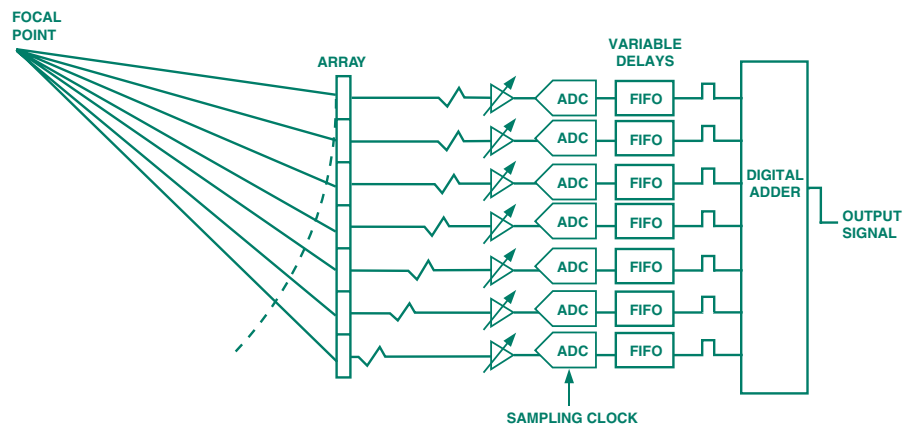 FOCAL
POINT
ARRAY
VARIABLE
DELAYS
ADC
FIFO
ADC
FIFO
ADC
FIFO
ADC
FIFO
ADC
FIFO
ADC
FIFO
ADC
FIFO
DIGITAL
ADDER
OUTPUT
SIGNAL
SAMPLING CLOCK